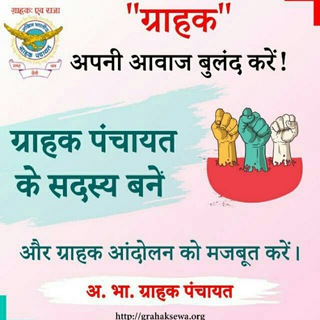 ग्राहकः एव राजा
"ग्राहक"
अपनी आवाज बुलंद करें!
ग्राहक पंचायत
के सदस्य बनें
और ग्राहक आंदोलन को मजबूत करें।
अ. भा. ग्राहक पंचायत
http://grahaksewa.org